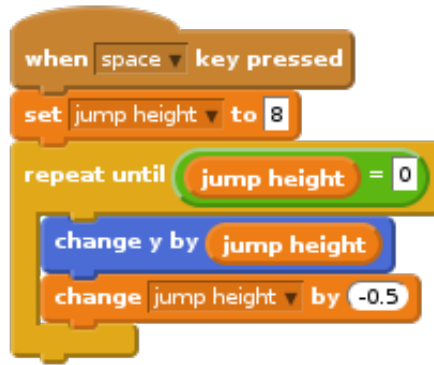 when space key pressed
set jump height to 8
repeat until jump height = 0
change y by jump height
change jump height by -0.5